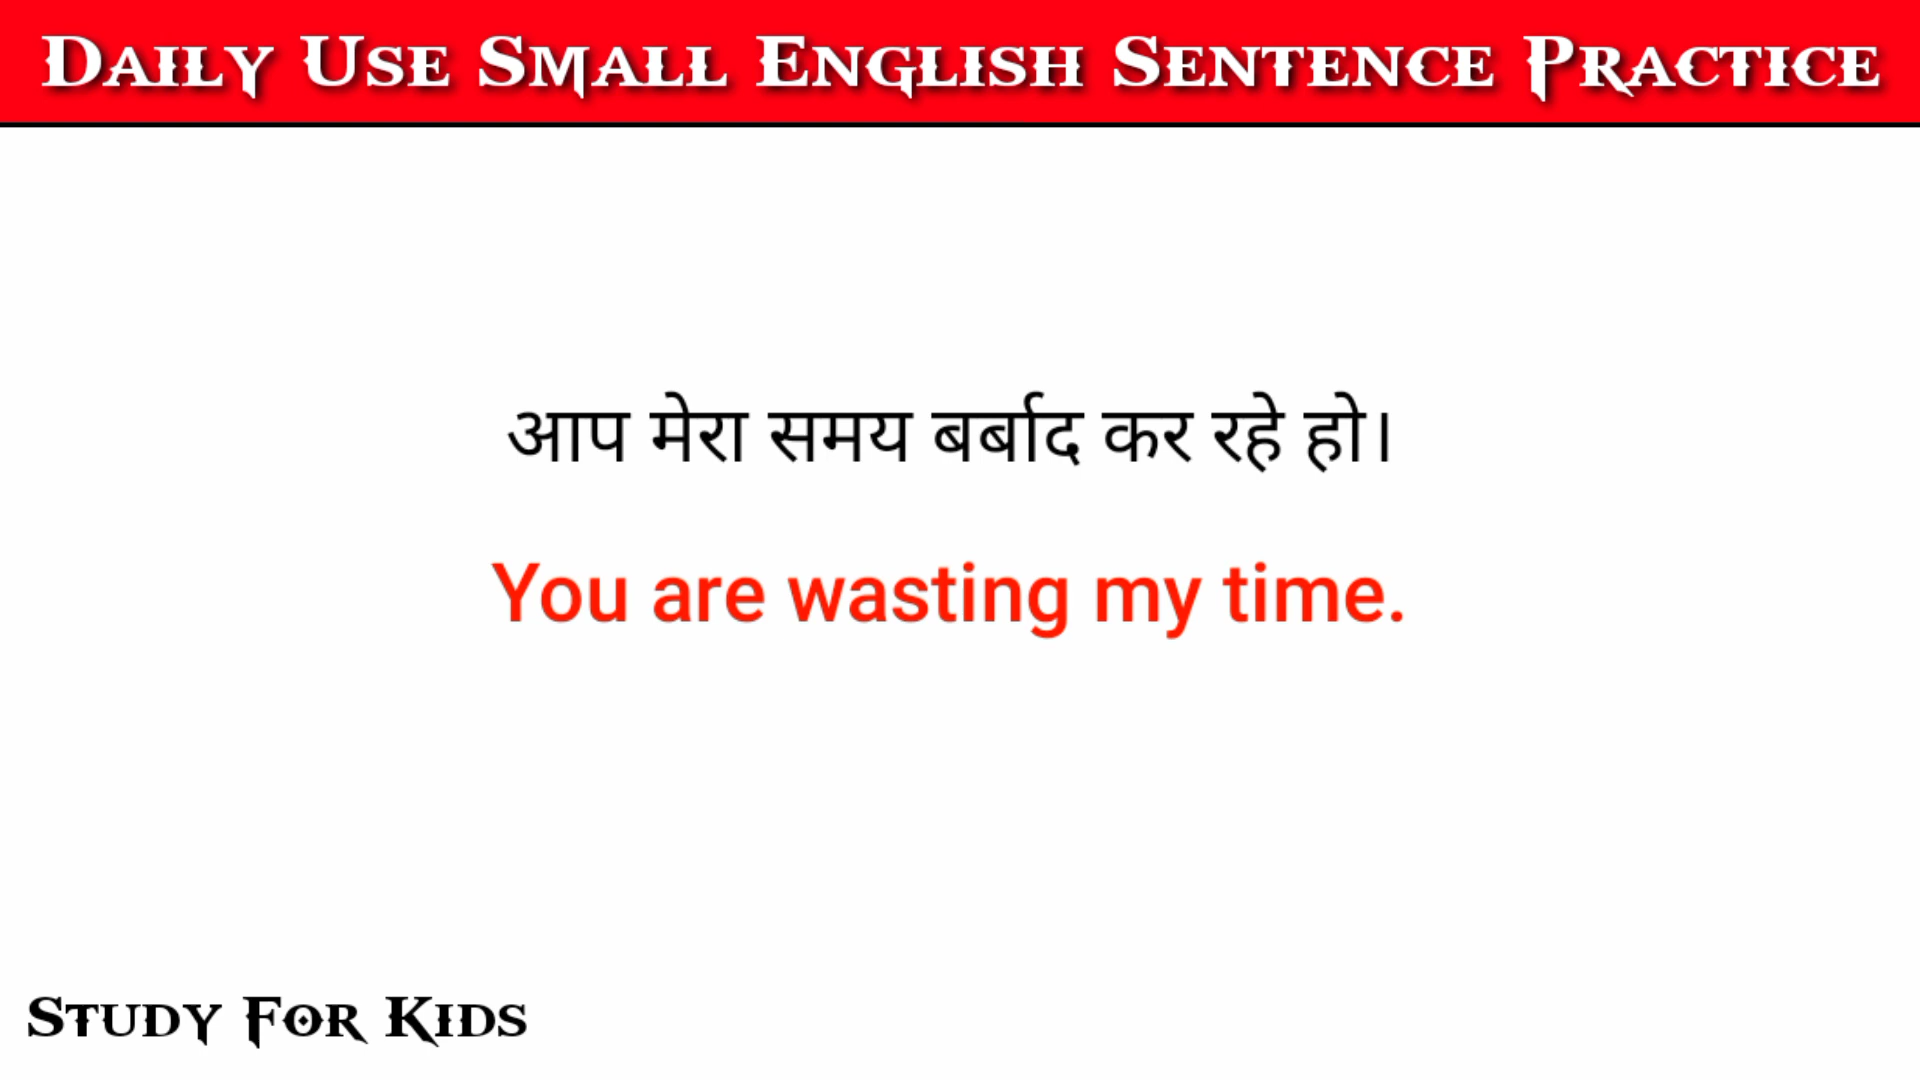 Daily Use Small English Sentence Practice
आप मेरा समय बर्बाद कर रहे हो।
You are wasting my time.
Study For Kids